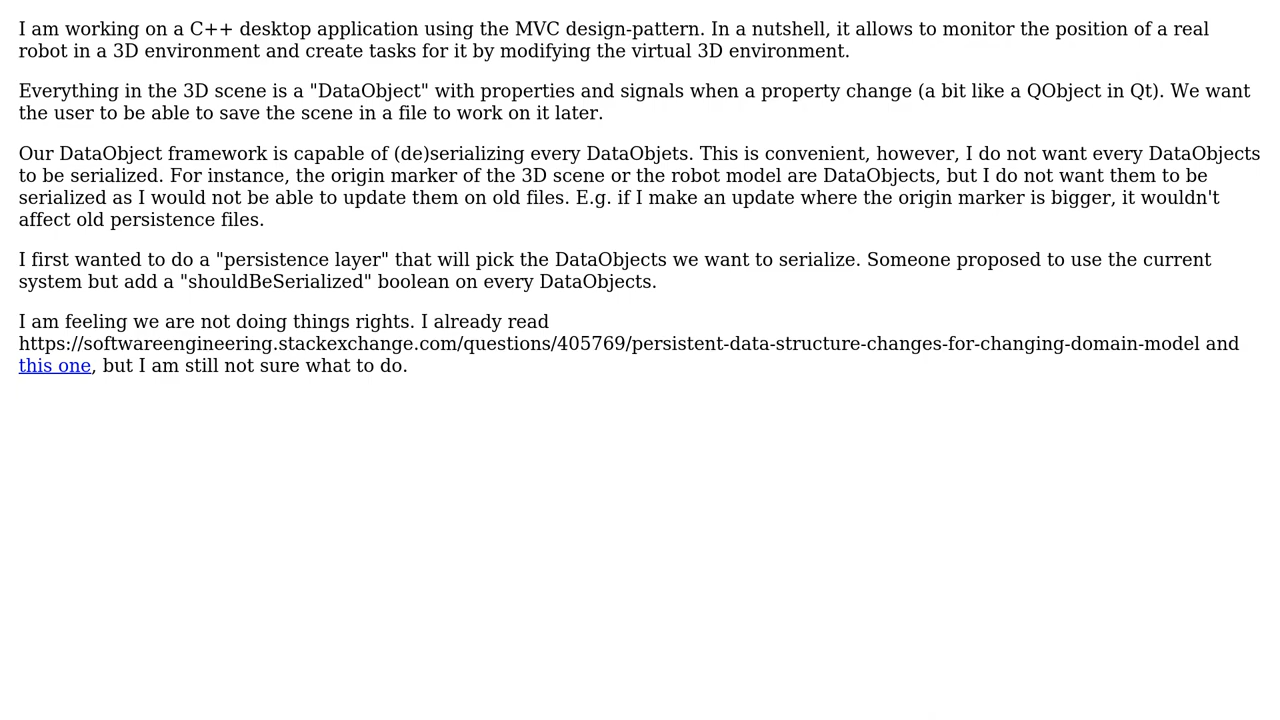 I am working on a C++ desktop application using the MVC design-pattern. In a nutshell, it allows to monitor the position of a real
robot in a 3D environment and create tasks for it by modifying the virtual 3D environment.
Everything in the 3D scene is a "DataObject" with properties and signals when a property change (a bit like a QObject in Qt). We want
the user to be able to save the scene in a file to work on it later.
Our DataObject framework is capable of (de)serializing every DataObjets. This is convenient, however, I do not want every DataObjects
to be serialized. For instance, the origin marker of the 3D scene or the robot model are DataObjects, but I do not want them to be
serialized as I would not be able to update them on old files. E.g. if I make an update where the origin marker is bigger, it wouldn't
affect old persistence files.
I first wanted to do a "persistence layer" that will pick the DataObjects we want to serialize. Someone proposed to use the current
system but add a "shouldBeSerialized" boolean on every DataObjects.
I am feeling we are not doing things rights. I already read
https://softwareengineering.stackexchange.com/questions/405769/persistent-data-structure-changes-for-changing-domain-model and
this one, but I am still not sure what to do.